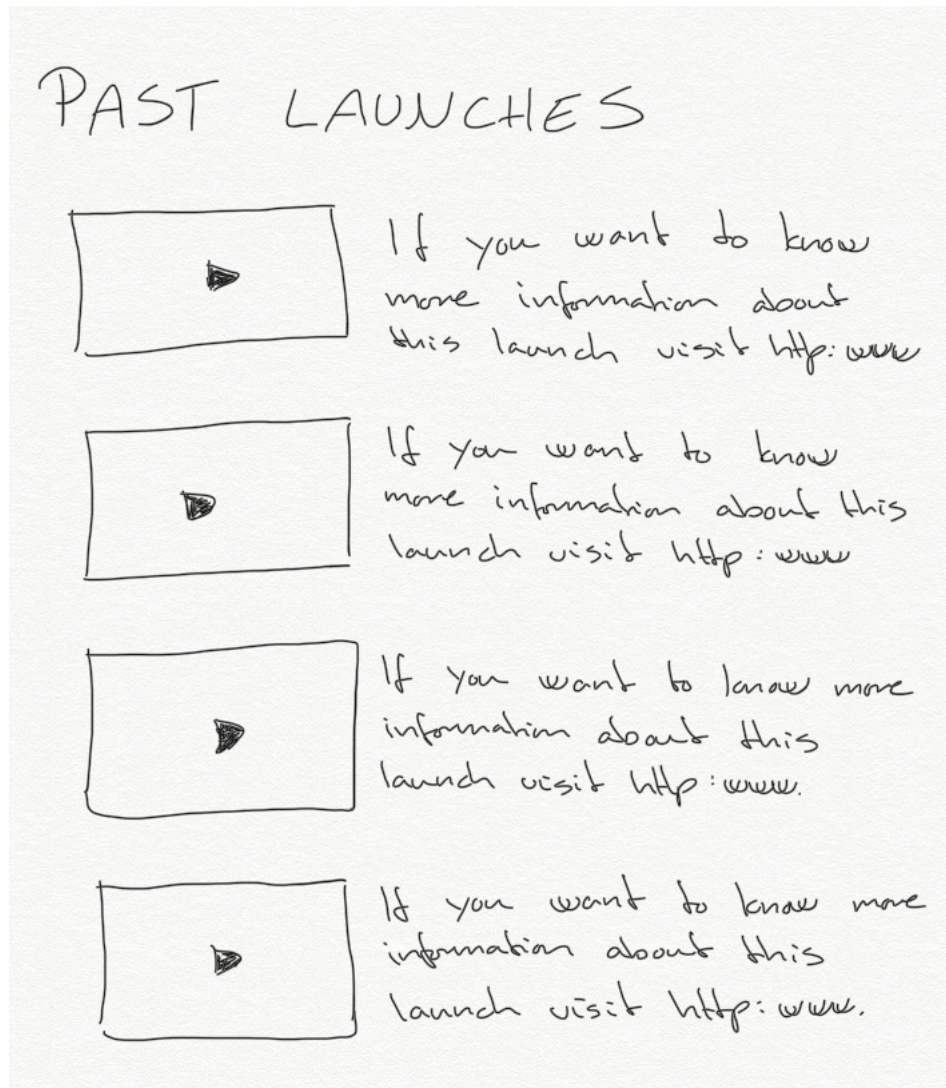 PAST LAUNCHES
If you want to know
more information about
this launch visit http: www
If you want to know
more information about this
launch visit http: www
If you want to know more
information about this
launch visit http: www.
If you want to know more
information about this
launch visit http: www.